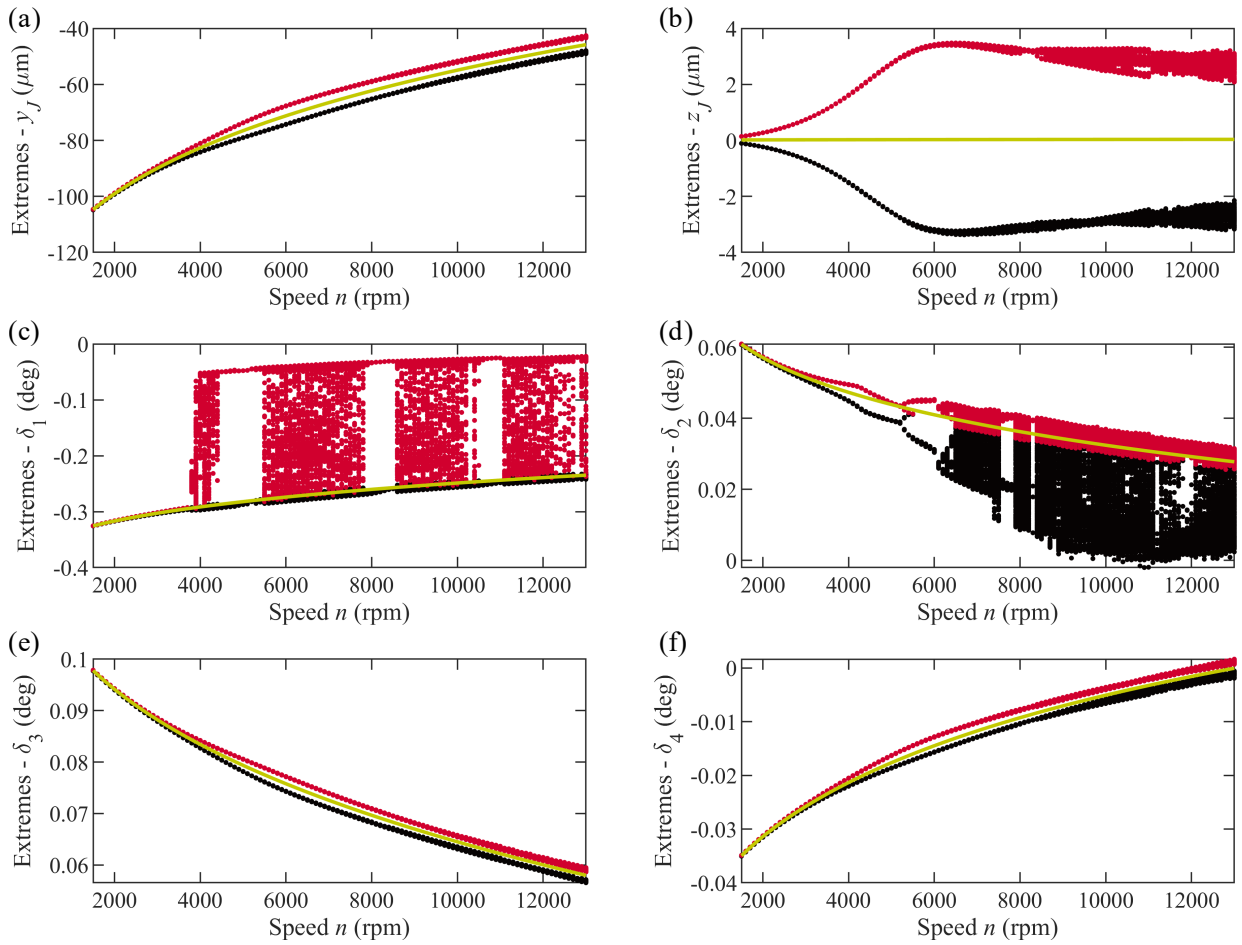 (a)
-40
-60
-80
-100
-120
Extremes - y_J (μm)
2000 4000 6000 8000 10000 12000
Speed n (rpm)
(b)
4
2
0
-2
-4
Extremes - z_J (μm)
2000 4000 6000 8000 10000 12000
Speed n (rpm)
(c)
0
-0.1
-0.2
-0.3
-0.4
Extremes - δ_1 (deg)
2000 4000 6000 8000 10000 12000
Speed n (rpm)
(d)
0.06
0.04
0.02
0
Extremes - δ_2 (deg)
2000 4000 6000 8000 10000 12000
Speed n (rpm)
(e)
0.1
0.09
0.08
0.07
0.06
Extremes - δ_3 (deg)
2000 4000 6000 8000 10000 12000
Speed n (rpm)
(f)
0
-0.01
-0.02
-0.03
-0.04
Extremes - δ_4 (deg)
2000 4000 6000 8000 10000 12000
Speed n (rpm)